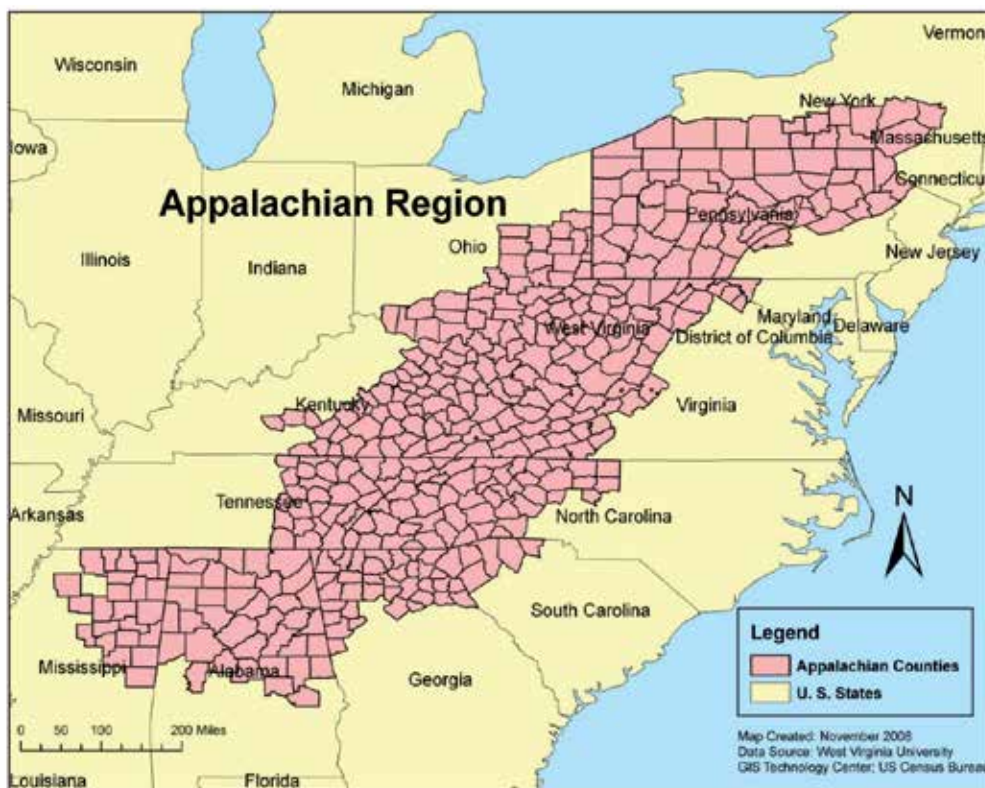 Vermon
Wisconsin
Michigan
New York
Iowa
Massachusetts
Connecticu
Appalachian Region
Pennsylvania
Ohio
New Jersey
Illinois
Indiana
Maryland
Delaware
West Virginia
District of Columbia
Missouri
Kentucky
Virginia
Tennessee
N
Arkansas
North Carolina
South Carolina
Legend
Mississippi
Alabama
Georgia
Appalachian Counties
U. S. States
0 50 100 200 Miles
Map Created: November 2008
Data Source: West Virginia University
GIS Technology Center; US Census Bureau
Louisiana
Florida